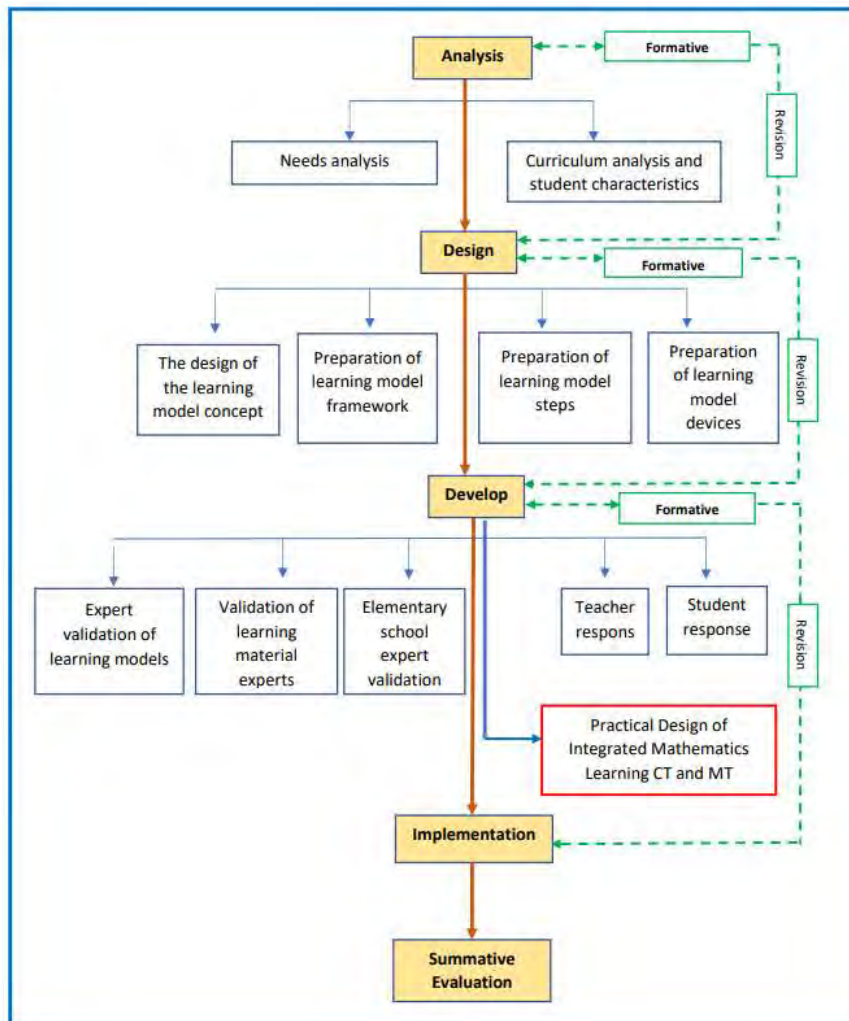 Analysis
Formative
Revision
Needs analysis
Curriculum analysis and
student characteristics
Design
Formative
Revision
The design of
the learning
model concept
Preparation of
learning model
framework
Preparation of
learning model
steps
Preparation
of learning
model
devices
Develop
Formative
Revision
Expert
validation of
learning models
Validation of
learning
material experts
Elementary
school
expert
validation
Teacher
respons
Student
response
Practical Design of
Integrated Mathematics
Learning CT and MT
Implementation
Summative
Evaluation